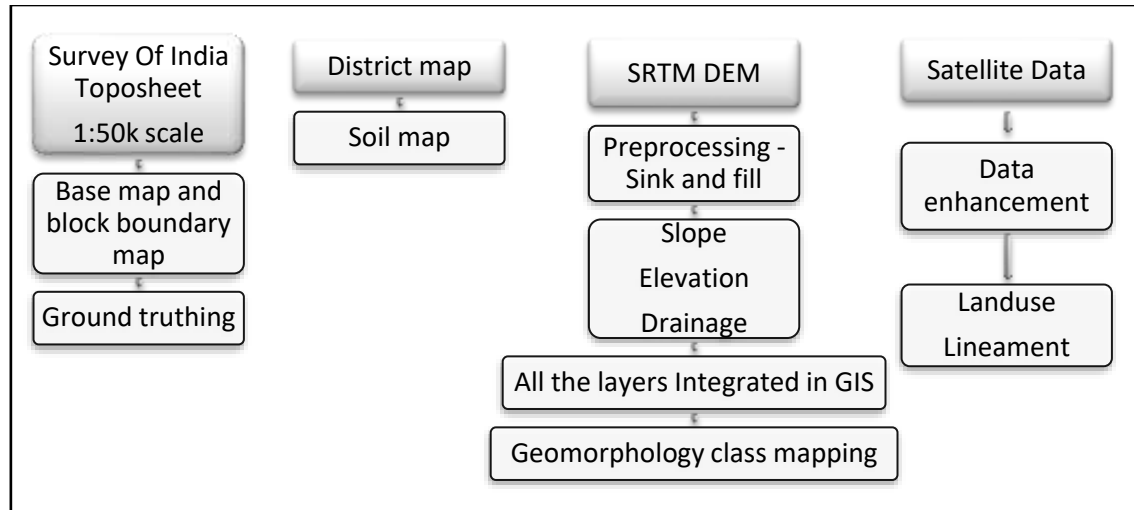 Survey Of India
Toposheet
1:50k scale
Base map and
block boundary
map
Ground truthing
District map
Soil map
SRTM DEM
Preprocessing -
Sink and fill
Slope
Elevation
Drainage
All the layers Integrated in GIS
Geomorphology class mapping
Satellite Data
Data
enhancement
Landuse
Lineament